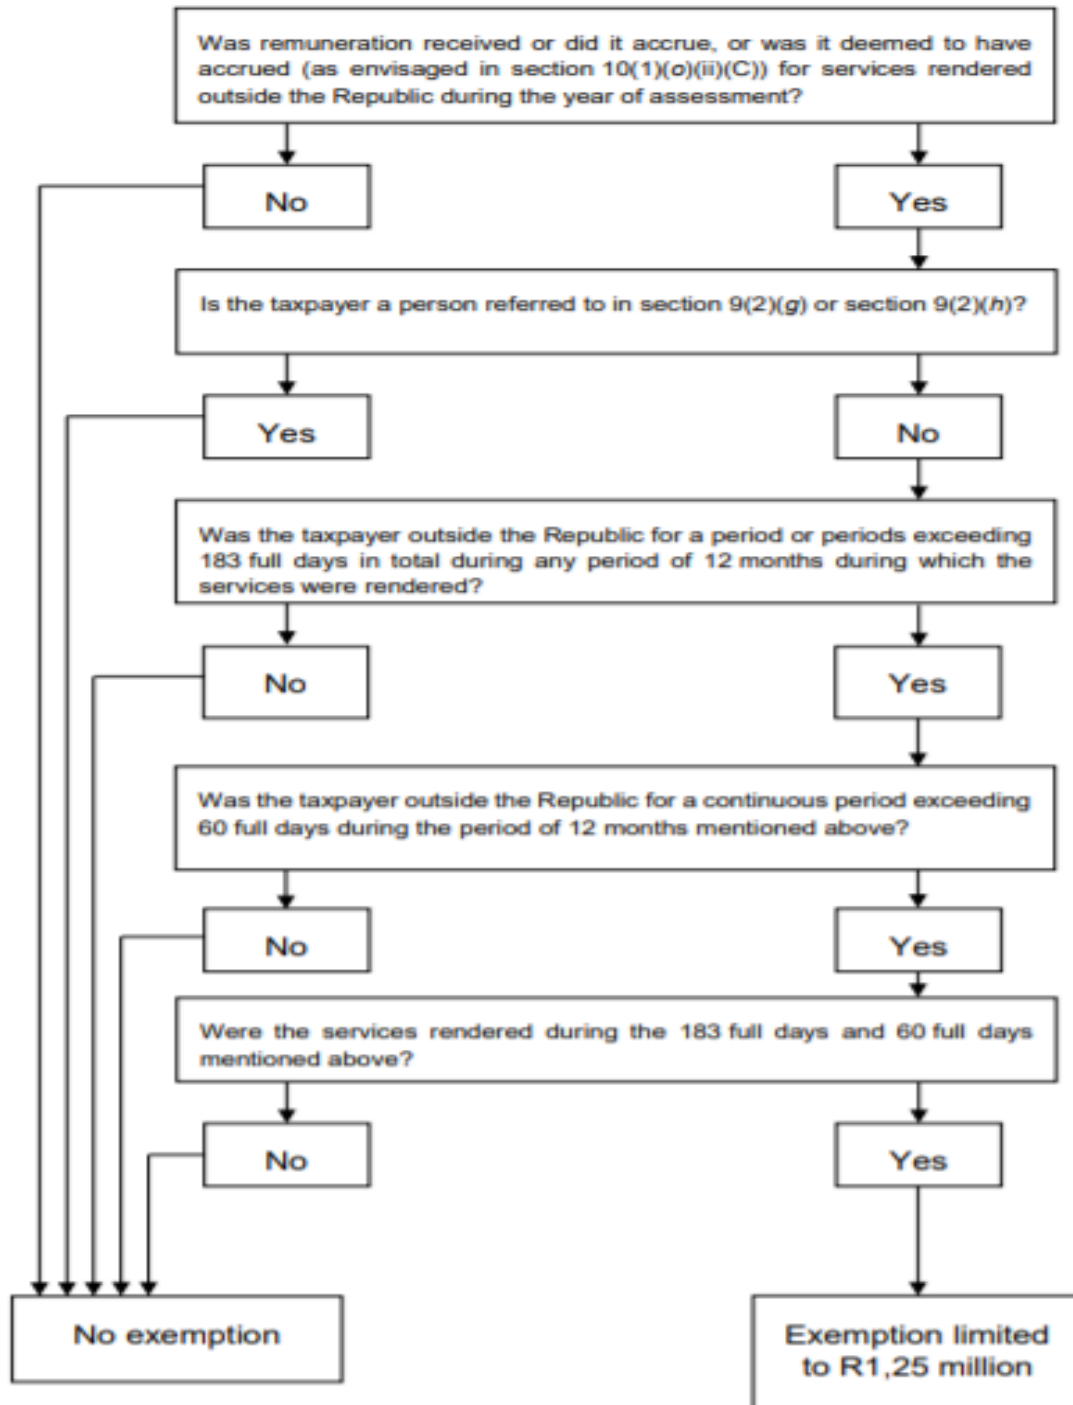 Was remuneration received or did it accrue, or was it deemed to have
accrued (as envisaged in section 10(1)(o)(ii)(C)) for services rendered
outside the Republic during the year of assessment?
No
Yes
Is the taxpayer a person referred to in section 9(2)(g) or section 9(2)(h)?
Yes
No
Was the taxpayer outside the Republic for a period or periods exceeding
183 full days in total during any period of 12 months during which the
services were rendered?
No
Yes
Was the taxpayer outside the Republic for a continuous period exceeding
60 full days during the period of 12 months mentioned above?
No
Yes
Were the services rendered during the 183 full days and 60 full days
mentioned above?
No
Yes
No exemption
Exemption limited
to R1,25 million